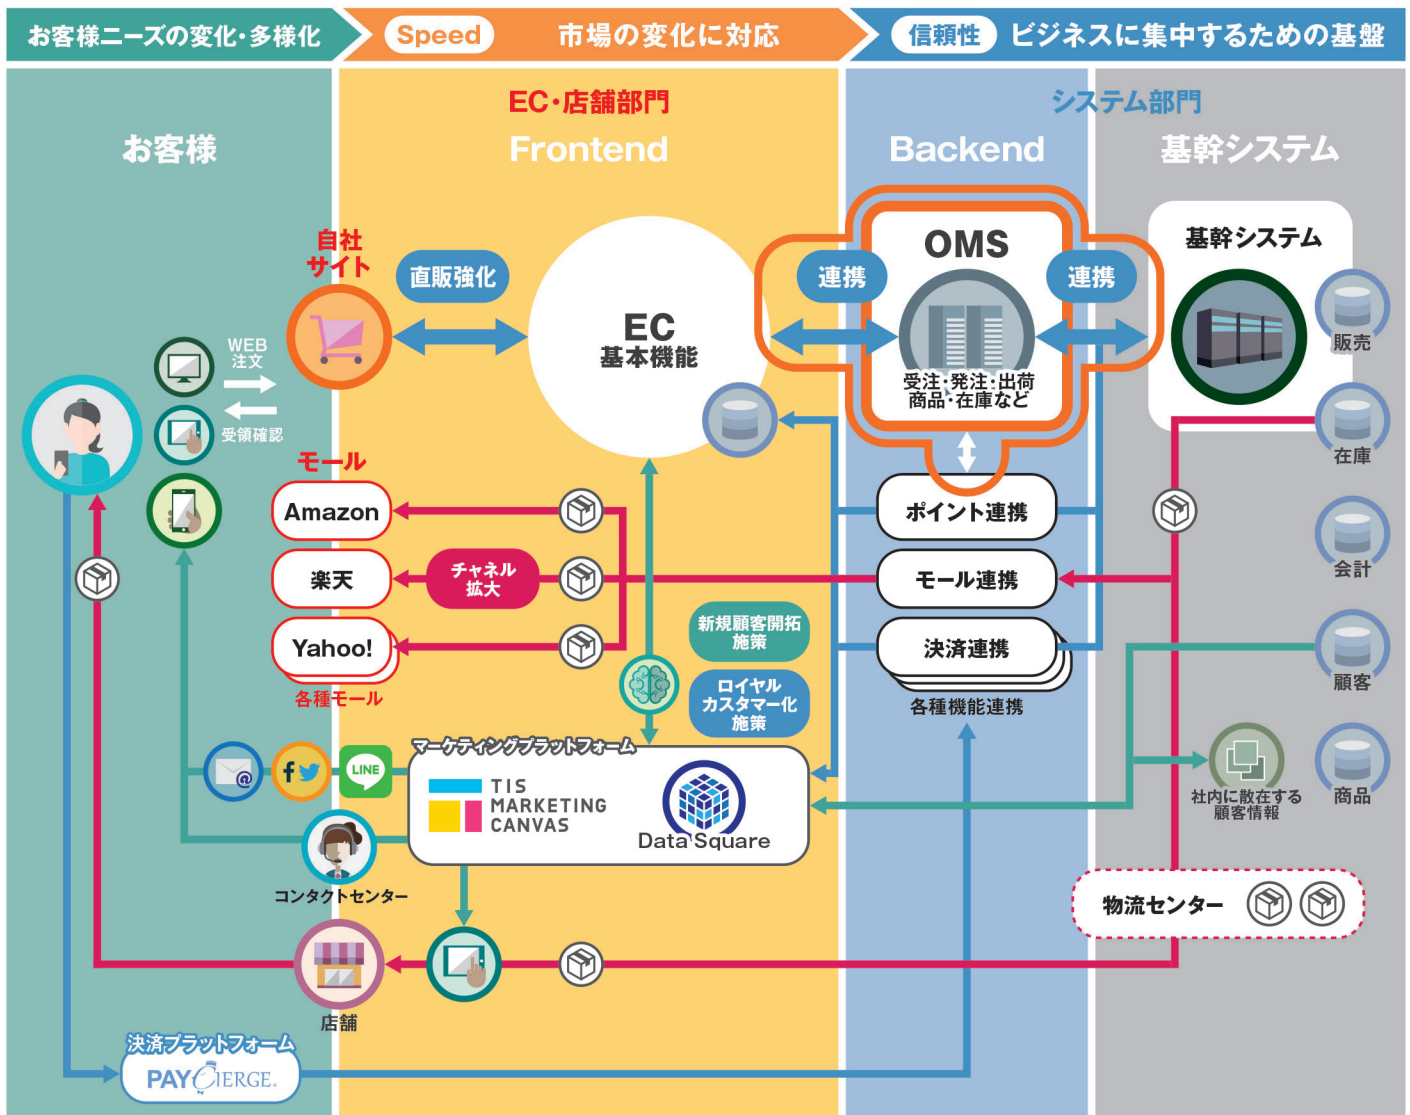 お客様ニーズの変化・多様化
Speed
市場の変化に対応
信頼性
ビジネスに集中するための基盤
EC・店舗部門
システム部門
お客様
Frontend
Backend
基幹システム
自社
サイト
直販強化
EC
基本機能
連携
OMS
受注・発注・出荷
商品・在庫など
連携
基幹システム
販売
在庫
会計
顧客
商品
WEB
注文
受領確認
モール
Amazon
楽天
Yahoo!
各種モール
チャネル
拡大
ポイント連携
モール連携
決済連携
各種機能連携
新規顧客開拓
施策
ロイヤル
カスタマー化
施策
マーケティングプラットフォーム
TIS
MARKETING
CANVAS
Data Square
@
f
LINE
コンタクトセンター
社内に散在する
顧客情報
物流センター
店舗
決済プラットフォーム
PAYCIERGE®